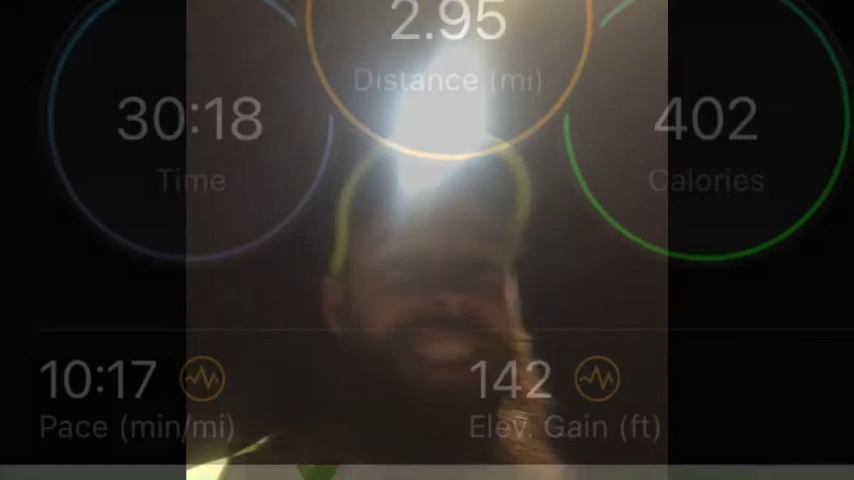 2.95
Distance (mi)
30:18
Time
402
Calories
10:17
Pace (min/mi)
142
Elev. Gain (ft)